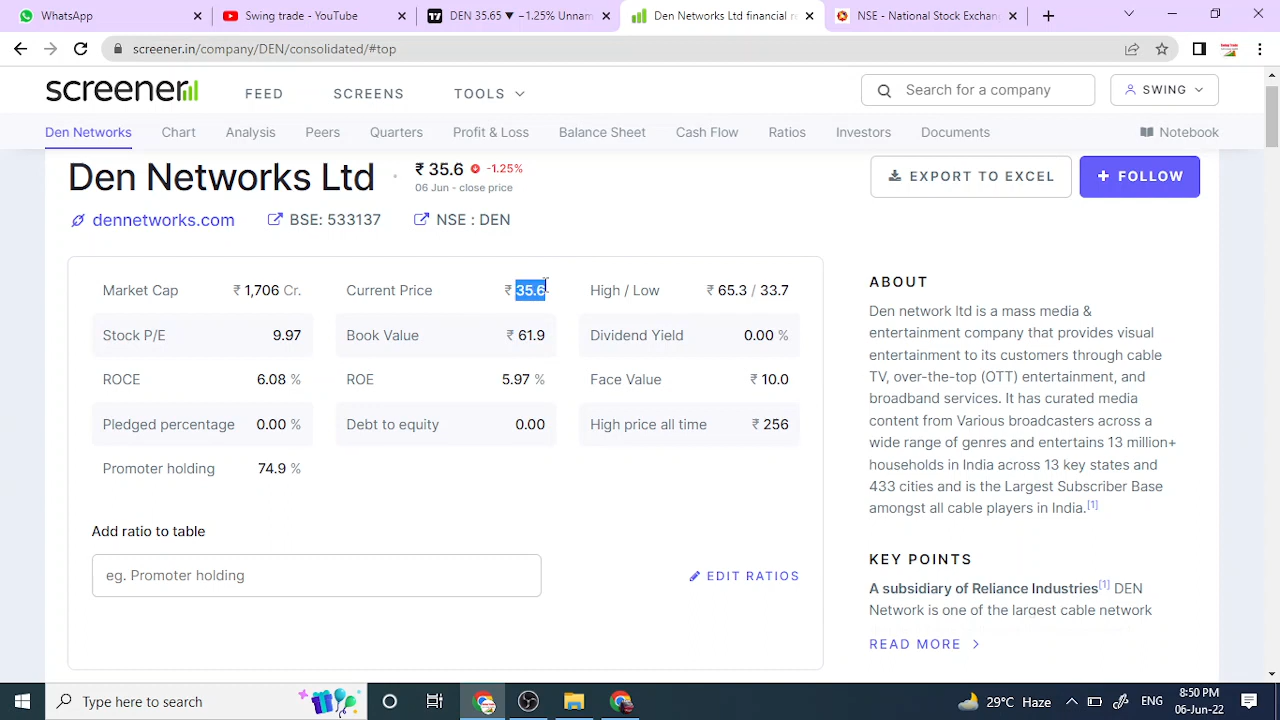 WhatsApp
Swing trade - YouTube
DEN 35.65 ▼ −1.25% Unnam
Den Networks Ltd financial r
NSE - National Stock Exchan
screener.in/company/DEN/consolidated/#top
screener
FEED
SCREENS
TOOLS
Search for a company
SWING
Den Networks
Chart
Analysis
Peers
Quarters
Profit & Loss
Balance Sheet
Cash Flow
Ratios
Investors
Documents
Notebook
Den Networks Ltd
₹ 35.6 -1.25%
06 Jun - close price
EXPORT TO EXCEL
FOLLOW
dennetworks.com
BSE: 533137
NSE : DEN
Market Cap ₹ 1,706 Cr.
Current Price ₹ 35.6
High / Low ₹ 65.3 / 33.7
Stock P/E 9.97
Book Value ₹ 61.9
Dividend Yield 0.00 %
ROCE 6.08 %
ROE 5.97 %
Face Value ₹ 10.0
Pledged percentage 0.00 %
Debt to equity 0.00
High price all time ₹ 256
Promoter holding 74.9 %
Add ratio to table
eg. Promoter holding
EDIT RATIOS
ABOUT
Den network ltd is a mass media &
entertainment company that provides visual
entertainment to its customers through cable
TV, over-the-top (OTT) entertainment, and
broadband services. It has curated media
content from Various broadcasters across a
wide range of genres and entertains 13 million+
households in India across 13 key states and
433 cities and is the Largest Subscriber Base
amongst all cable players in India.[1]
KEY POINTS
A subsidiary of Reliance Industries[1] DEN
Network is one of the largest cable network
READ MORE
Type here to search
29°C Haze
ENG
8:50 PM
06-Jun-22